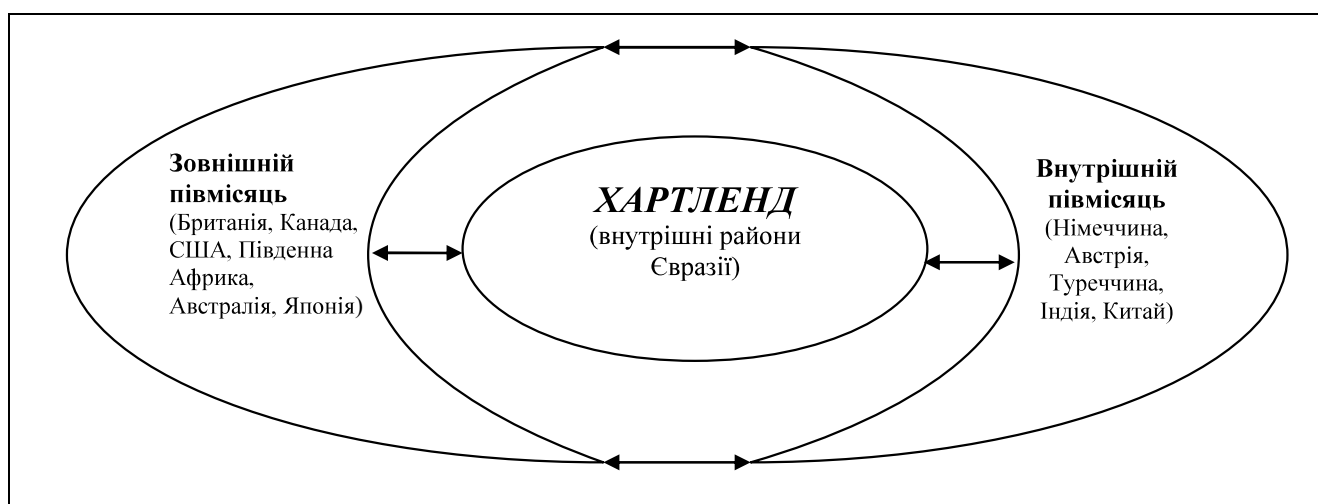 Зовнішній
півмісяць
(Британія, Канада,
США, Південна
Африка,
Австралія, Японія)
ХАРТЛЕНД
(внутрішні райони
Євразії)
Внутрішній
півмісяць
(Німеччина,
Австрія,
Туреччина,
Індія, Китай)